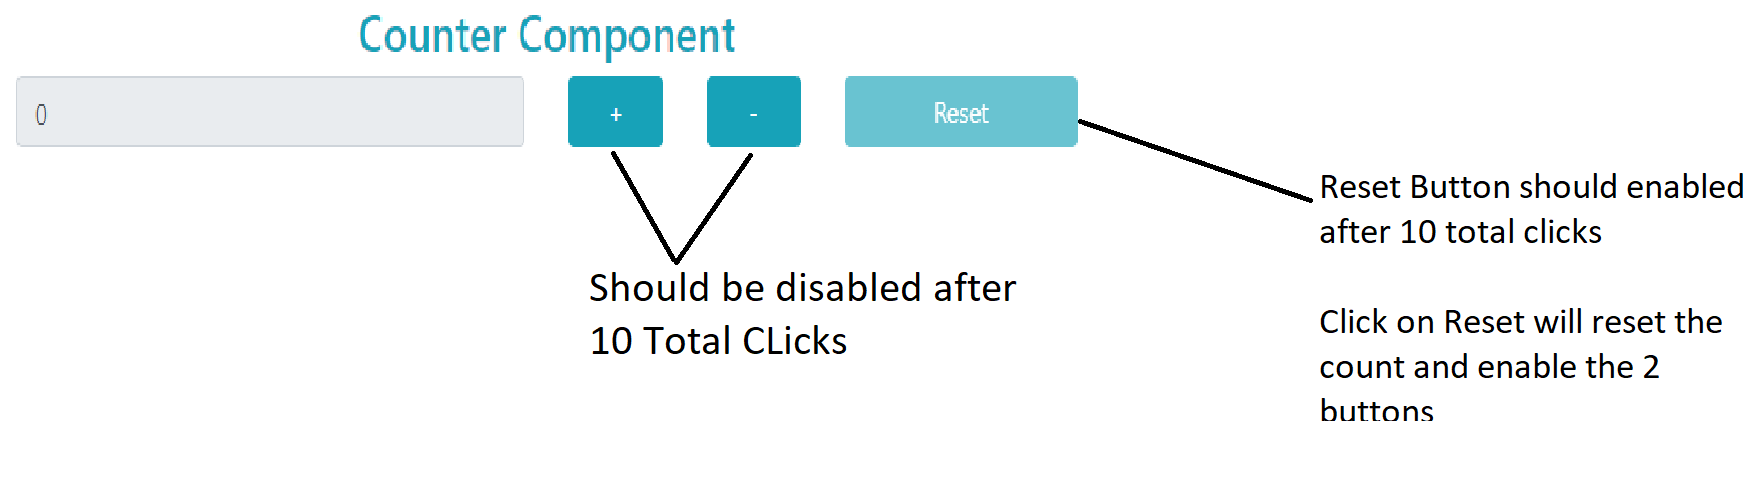 Counter Component
0
+
-
Reset
Should be disabled after
10 Total CLicks
Reset Button should enabled
after 10 total clicks
Click on Reset will reset the
count and enable the 2
buttons